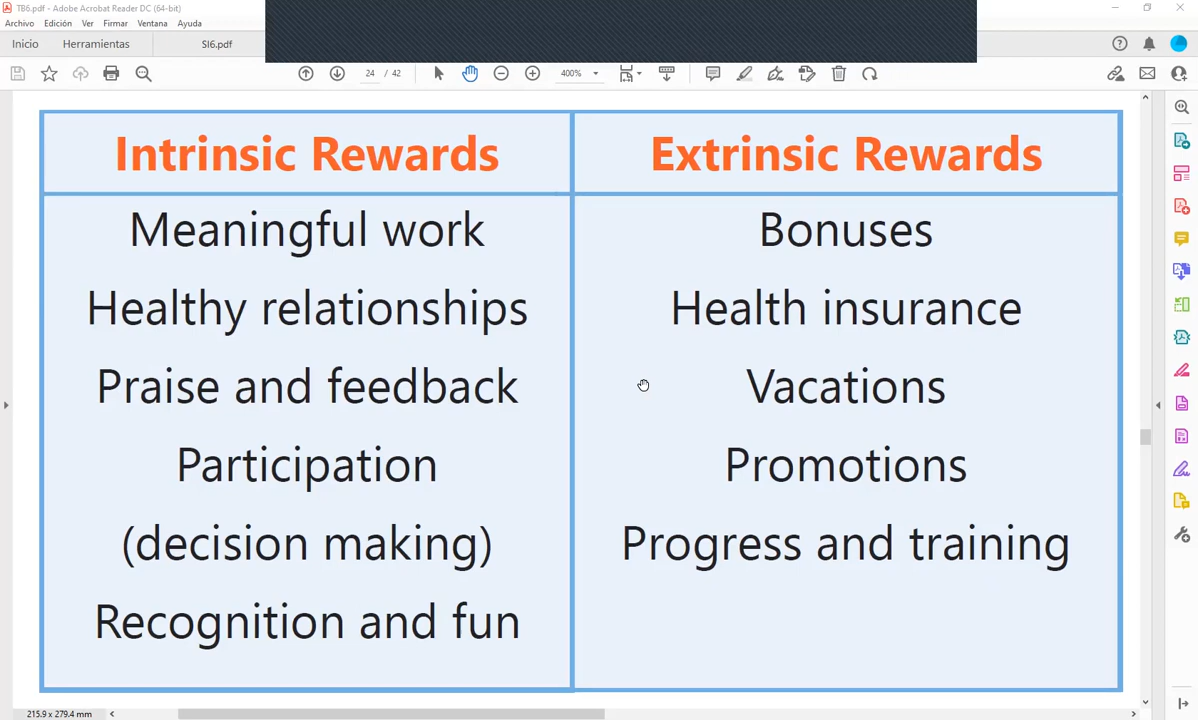 TB6.pdf - Adobe Acrobat Reader DC (64-bit)
Archivo Edición Ver Firmar Ventana Ayuda
Inicio Herramientas SI6.pdf
24 / 42 400%
Intrinsic Rewards Extrinsic Rewards
Meaningful work Bonuses
Healthy relationships Health insurance
Praise and feedback Vacations
Participation Promotions
(decision making) Progress and training
Recognition and fun
215.9 x 279.4 mm